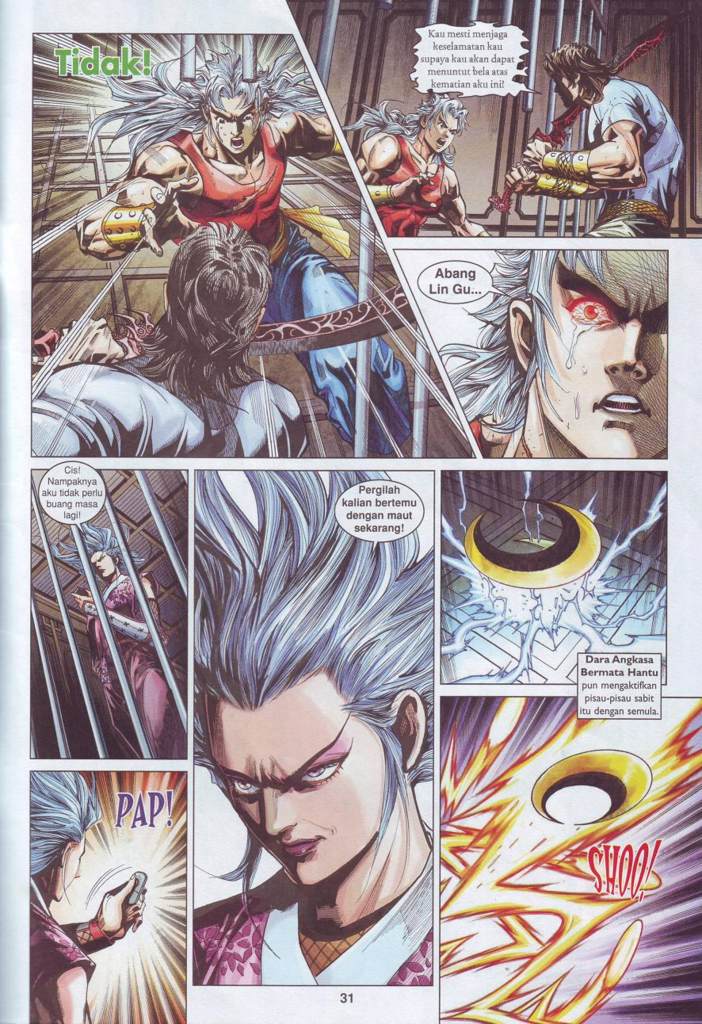 Tidak!
Kau mesti menjaga
keselamatan kau
supaya kau akan dapat
menuntut bela atas
kematian aku ini!
Abang
Lin Gu...
Cis!
Nampaknya
aku tidak perlu
buang masa
lagi!
Pergilah
kalian bertemu
dengan maut
sekarang!
Dara Angkasa
Bermata Hantu
pun mengaktifkan
pisau-pisau sabit
itu dengan semula.
PAP!
SHOO!
31